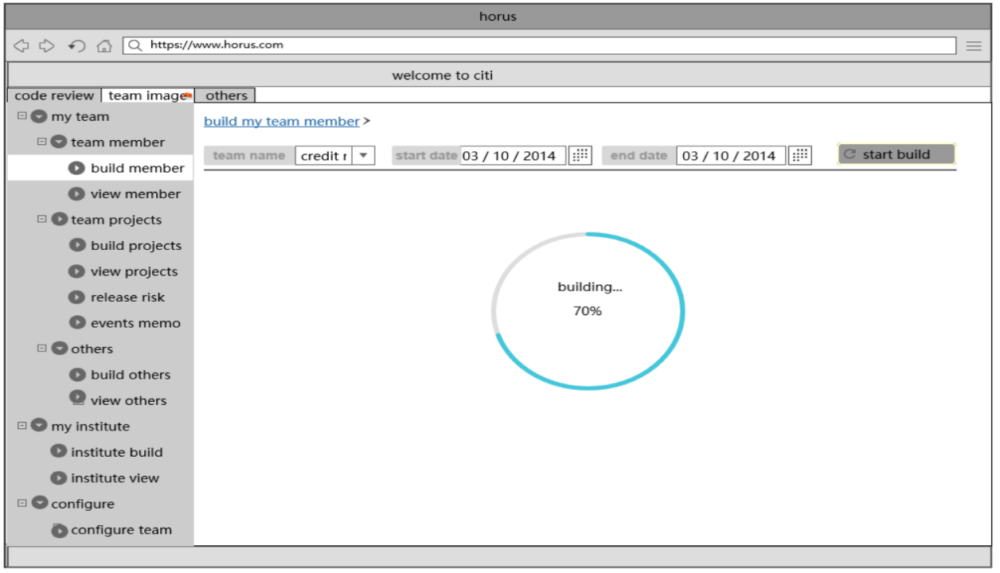 horus
https://www.horus.com
welcome to citi
code review team image others
my team
team member
build member
view member
team projects
build projects
view projects
release risk
events memo
others
build others
view others
my institute
institute build
institute view
configure
configure team
build my team member >
team name credit start date 03 / 10 / 2014 end date 03 / 10 / 2014 start build
building...
70%